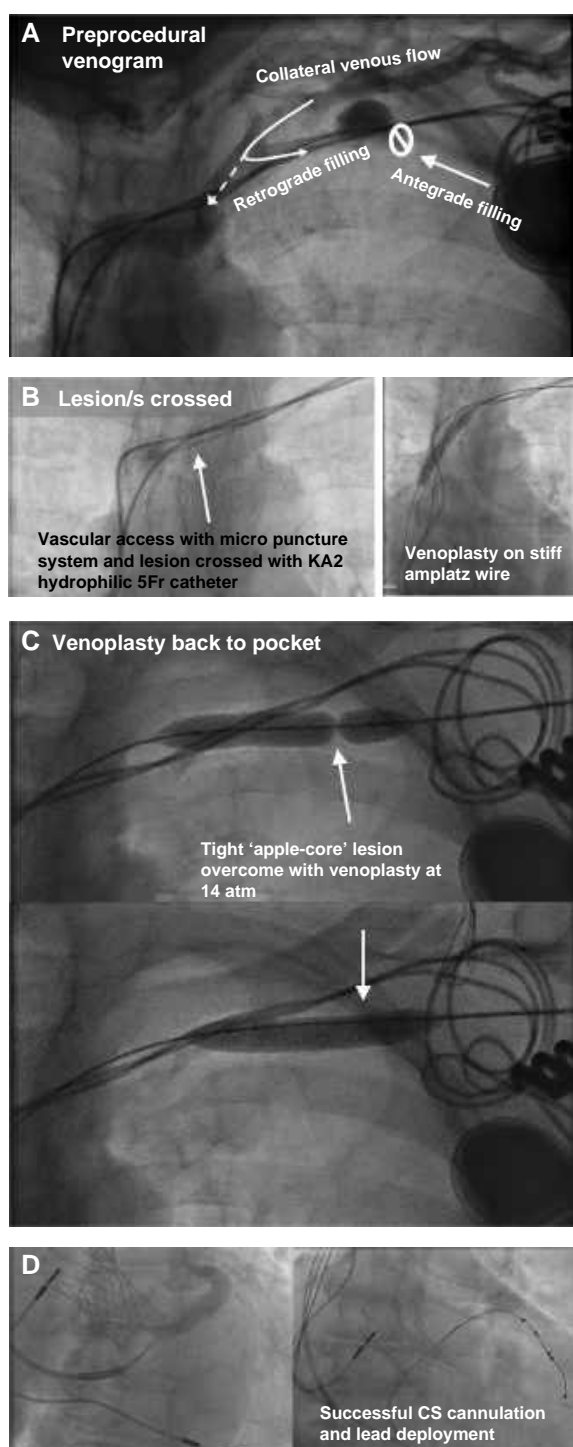 A Preprocedural
venogram
Collateral venous flow
Retrograde filling
Antegrade filling
B Lesion/s crossed
Vascular access with micro puncture
system and lesion crossed with KA2
hydrophilic 5Fr catheter
Venoplasty on stiff
amplatz wire
C Venoplasty back to pocket
Tight ‘apple-core’ lesion
overcome with venoplasty at
14 atm
D
Successful CS cannulation
and lead deployment